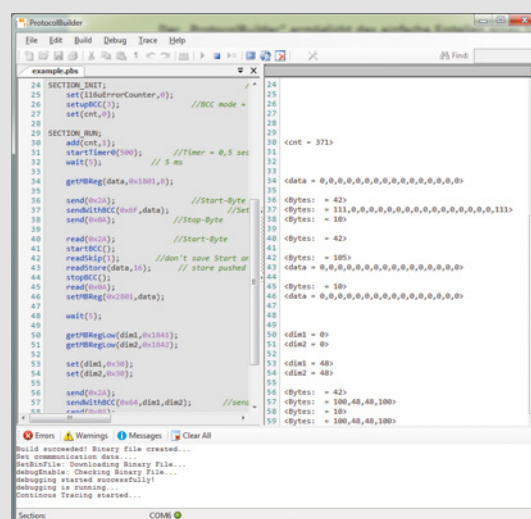 ProtocolBuilder
File Edit Build Debug Trace Help
Find:
example.pbs
24 SECTION_INIT;
25 set(i16uErrorCounter,0);
26 setupBCC(3); //BCC mode =
27 set(cnt,0);
28
29 SECTION_RUN;
30 add(cnt,1);
31 startTimer0(500); //Timer = 0,5 sec
32 wait(5); // 5 ms
33
34 getMBReg(data,0x1801,8);
35
36 send(0x2A); //Start-Byte
37 sendWithBCC(0x6F,data); //Set
38 send(0x0A); //Stop-Byte
39
40 read(0x2A); //Start-Byte
41 startBCC();
42 readSkip(1); //don't save Start an
43 readStore(data,16); // store pushed
44 stopBCC();
45 read(0x0A);
46 setMBReg(0x2801,data);
47
48 wait(5);
49
50 getMBRegLow(dim1,0x1841);
51 getMBRegLow(dim2,0x1842);
52
53 set(dim1,0x30);
54 set(dim2,0x30);
55
56 send(0x2A);
57 sendWithBCC(0x64,dim1,dim2); //send
58 send(0x0A);
24
25
26
27
28
29
30 <cnt = 371>
31
32
33
34 <data = 0,0,0,0,0,0,0,0,0,0,0,0,0,0,0,0>
35
36 <Bytes: = 42>
37 <Bytes: = 111,0,0,0,0,0,0,0,0,0,0,0,0,0,0,0,0,111>
38 <Bytes: = 10>
39
40 <Bytes: = 42>
41
42 <Bytes: = 105>
43 <data = 0,0,0,0,0,0,0,0,0,0,0,0,0,0,0,0>
44
45 <Bytes: = 10>
46 <data = 0,0,0,0,0,0,0,0,0,0,0,0,0,0,0,0>
47
48
49
50 <dim1 = 0>
51 <dim2 = 0>
52
53 <dim1 = 48>
54 <dim2 = 48>
55
56 <Bytes: = 42>
57 <Bytes: = 100,48,48,100>
58 <Bytes: = 10>
59 <Bytes: = 100,48,48,100>
Errors Warnings Messages Clear All
Build succeeded! Binary file created...
Set commmunication data....
SetBinFile: Downloading Binary File...
debugEnable: Checking Binary File...
debugging started successfully!
debugging is running...
Continous Tracing started...
Section: COM6